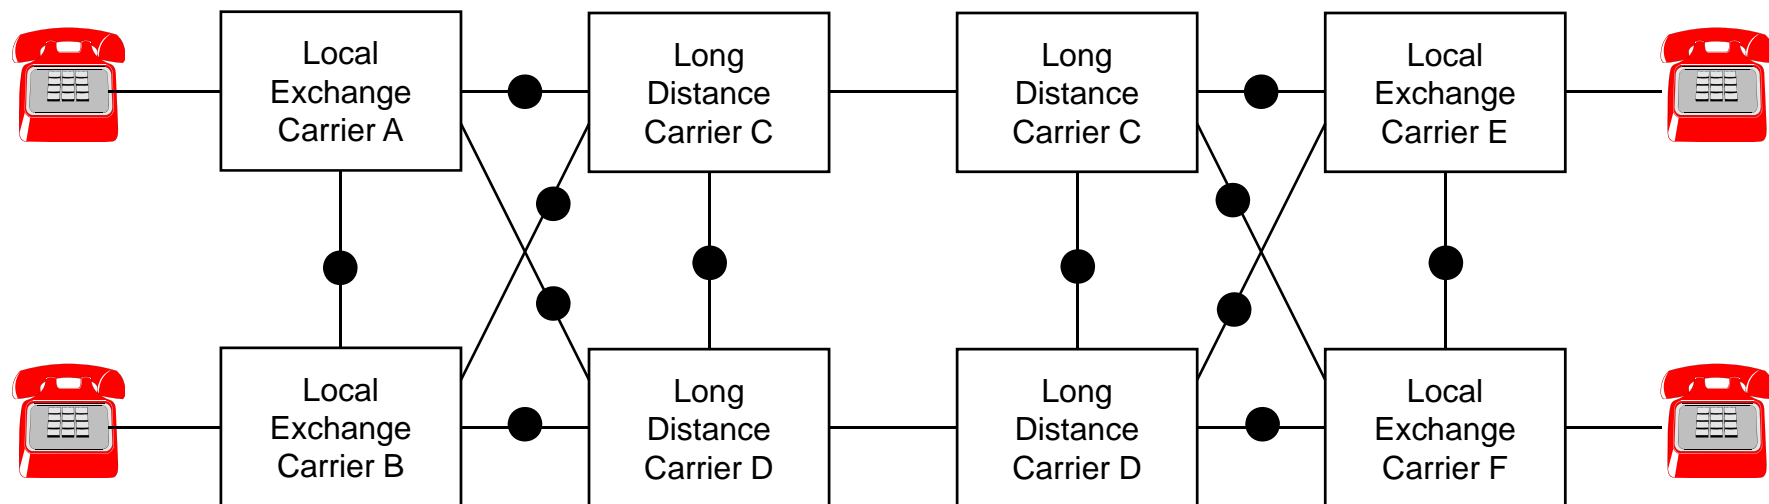 Local
Exchange
Carrier A
Long
Distance
Carrier C
Long
Distance
Carrier C
Local
Exchange
Carrier E
Local
Exchange
Carrier B
Long
Distance
Carrier D
Long
Distance
Carrier D
Local
Exchange
Carrier F